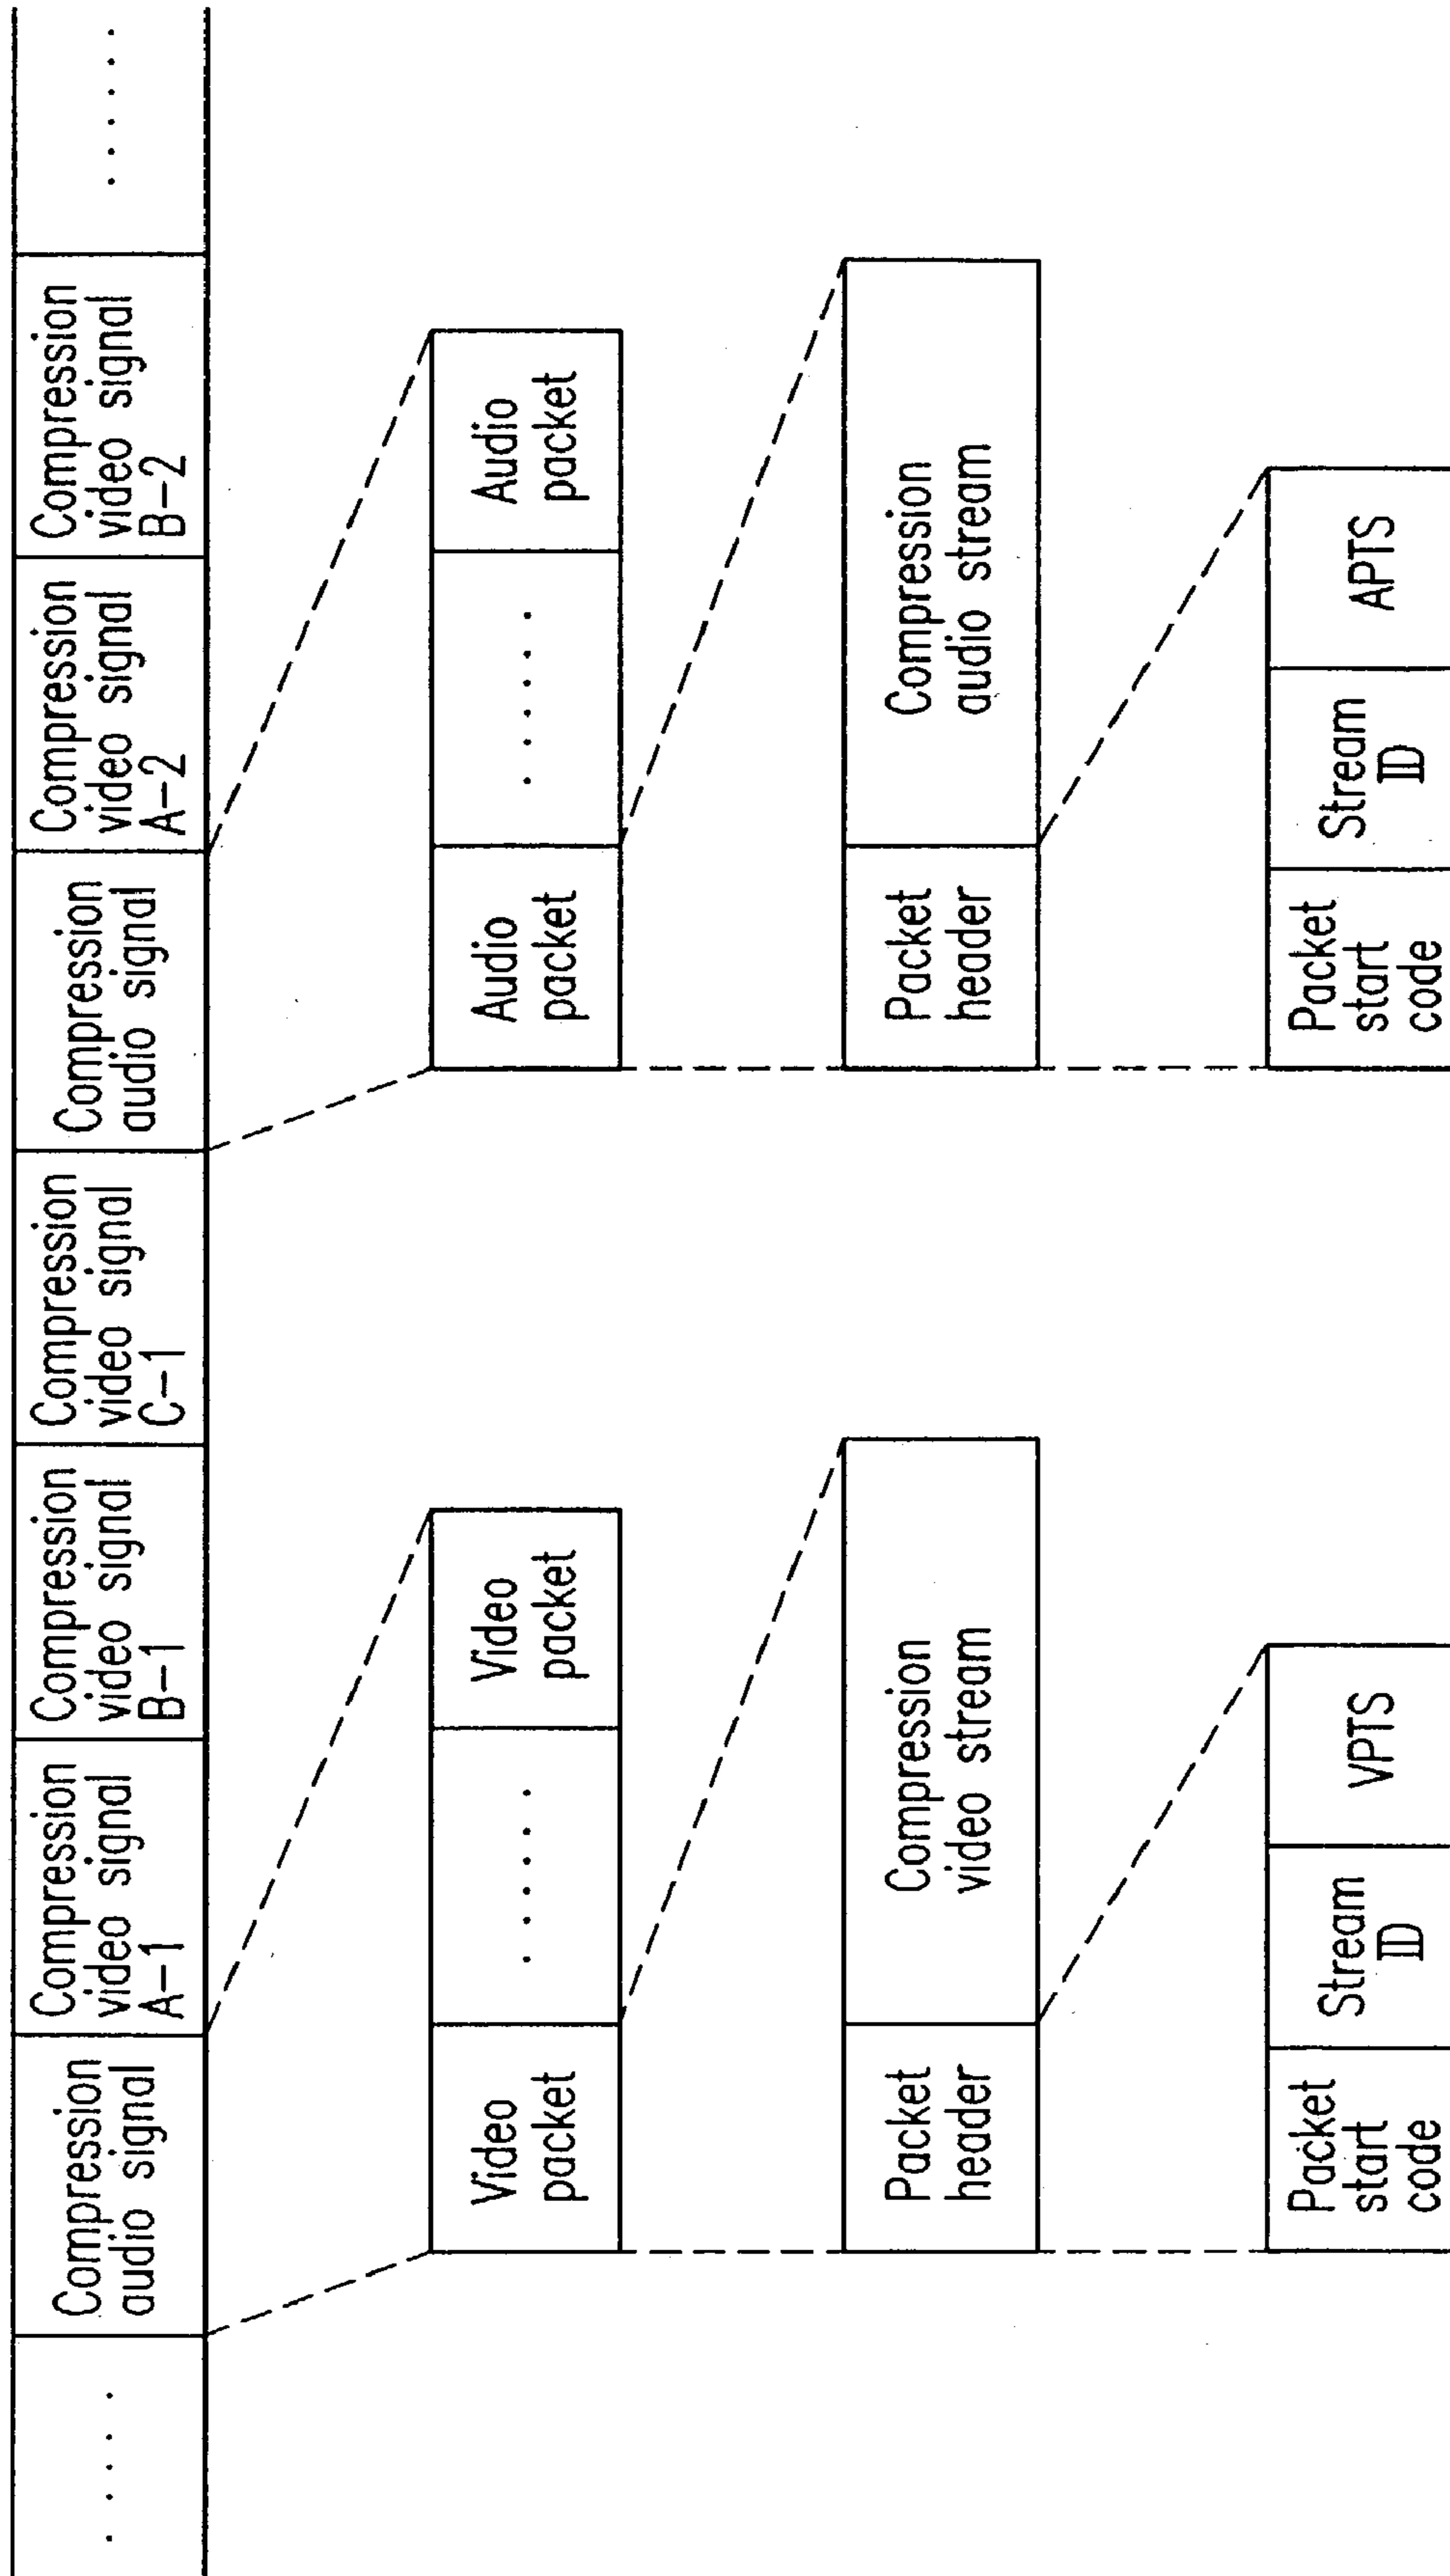 .....
Compression
audio signal
Compression
video signal
A-1
Compression
video signal
B-1
Compression
video signal
C-1
Compression
audio signal
Compression
video signal
A-2
Compression
video signal
B-2
......
Video
packet
......
Video
packet
Audio
packet
......
Audio
packet
Packet
header
Compression
video stream
Packet
header
Compression
audio stream
Packet
start
code
Stream
ID
VPTS
Packet
start
code
Stream
ID
APTS